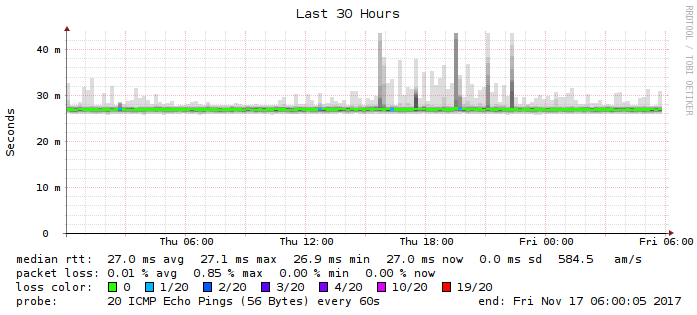 Last 30 Hours
RRDTOOL / TOBI OETIKER
Seconds
40 m
30 m
20 m
10 m
0
Thu 06:00 Thu 12:00 Thu 18:00 Fri 00:00 Fri 06:00
median rtt: 27.0 ms avg 27.1 ms max 26.9 ms min 27.0 ms now 0.0 ms sd 584.5 am/s
packet loss: 0.01 % avg 0.85 % max 0.00 % min 0.00 % now
loss color: 0 1/20 2/20 3/20 4/20 10/20 19/20
probe: 20 ICMP Echo Pings (56 Bytes) every 60s end: Fri Nov 17 06:00:05 2017